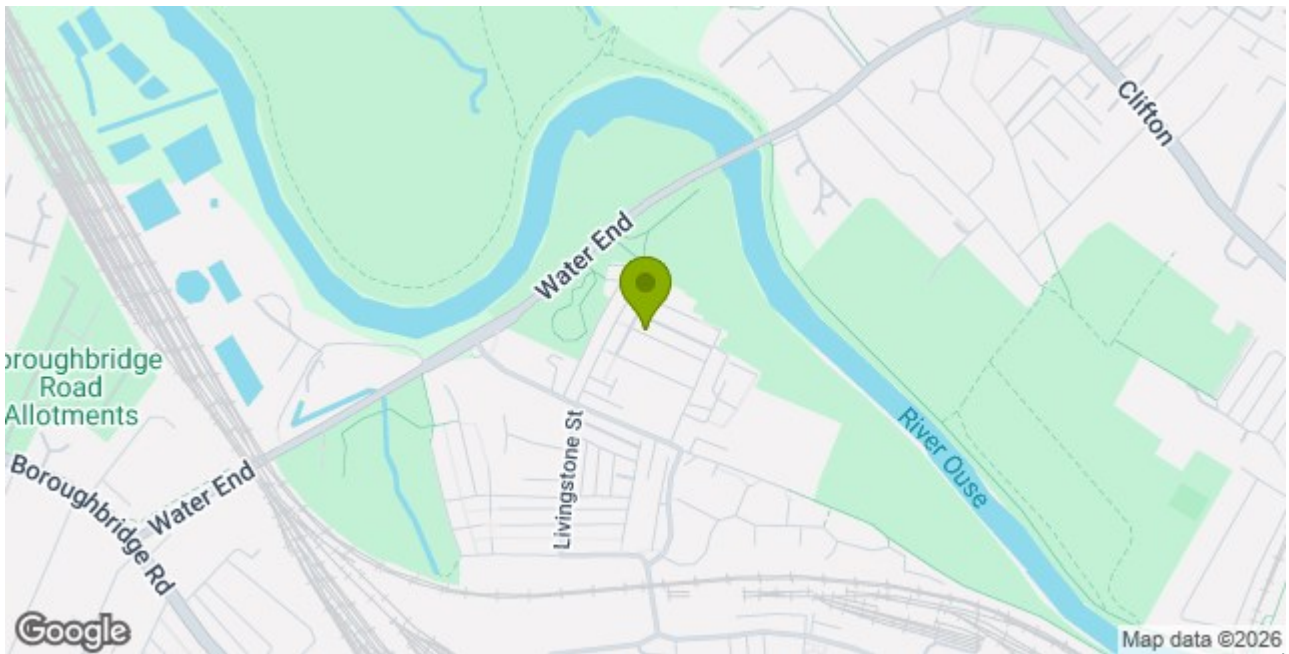 Clifton
Water End
oroughbridge
Road
Allotments
Livingstone St
River Ouse
Water End
Boroughbridge Rd
Google
Map data ©2026